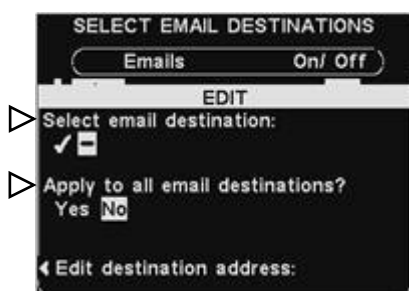 SELECT EMAIL DESTINATIONS
Emails On/ Off
EDIT
Select email destination:
✓ –
Apply to all email destinations?
Yes No
Edit destination address: